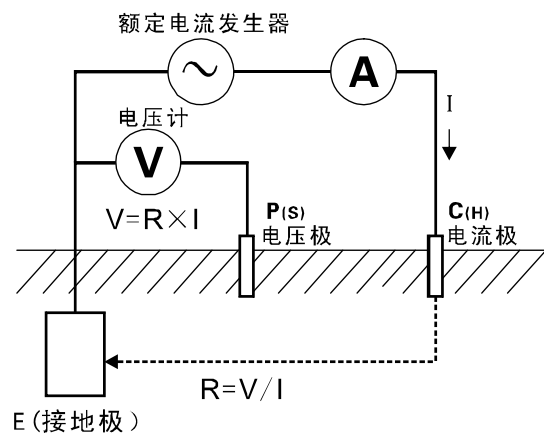 额定电流发生器
A
I
电压计
V
V=R×I
P(S)
电压极
C(H)
电流极
R=V/I
E(接地极）